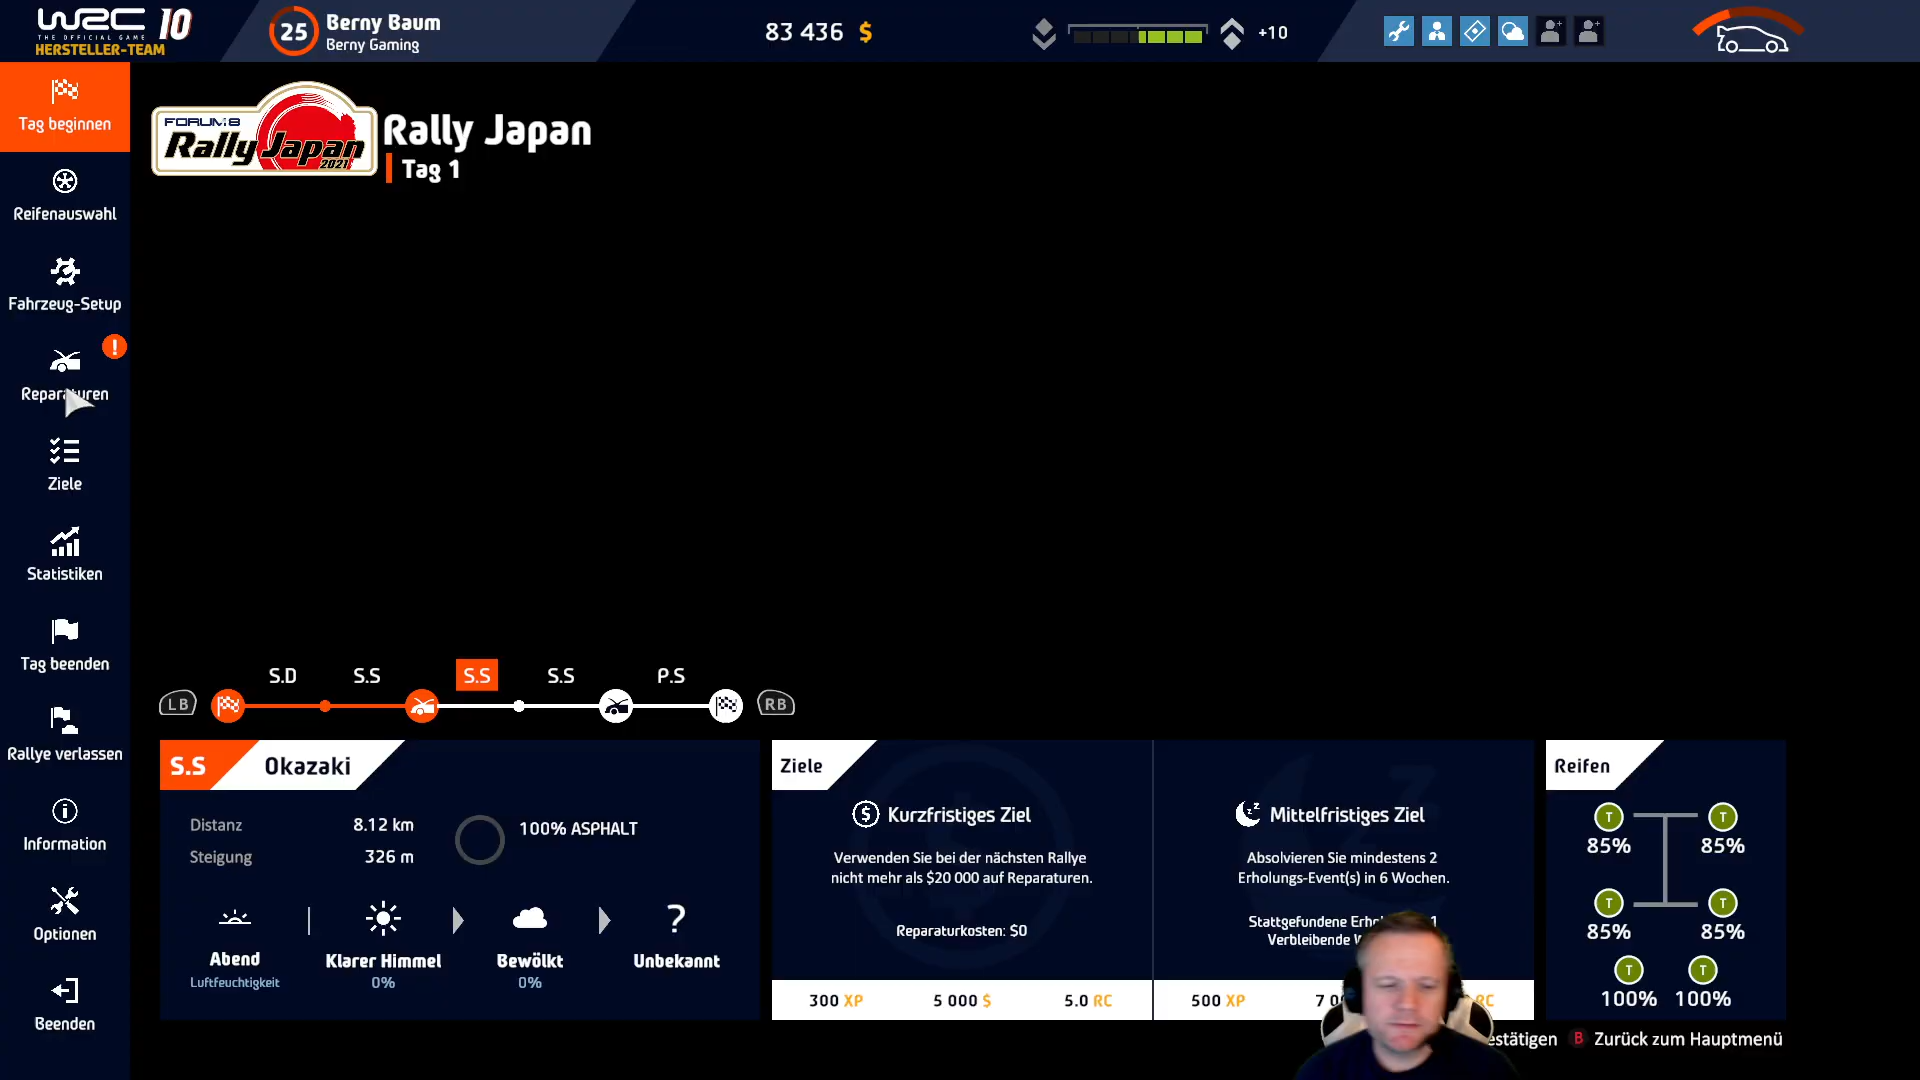 WRC 10
THE OFFICIAL GAME
HERSTELLER-TEAM
25
Berny Baum
Berny Gaming
83 436 $
+10
Tag beginnen
Reifenauswahl
Fahrzeug-Setup
!
Reparaturen
Ziele
Statistiken
Tag beenden
Rallye verlassen
Information
Optionen
Beenden
FORUM8
Rally Japan
2021
Rally Japan
Tag 1
S.D S.S S.S S.S P.S
LB RB
S.S Okazaki
Distanz 8.12 km
Steigung 326 m
100% ASPHALT
?
Abend Klarer Himmel Bewölkt Unbekannt
Luftfeuchtigkeit 0% 0%
Ziele
$ Kurzfristiges Ziel
Verwenden Sie bei der nächsten Rallye
nicht mehr als $20 000 auf Reparaturen.
Reparaturkosten: $0
300 XP 5 000 $ 5.0 RC
Mittelfristiges Ziel
Absolvieren Sie mindestens 2
Erholungs-Event(s) in 6 Wochen.
Stattgefundene 1
Verbleibende
500 XP RC
Reifen
T T
85% 85%
T T
85% 85%
T T
100% 100%
B Zurück zum Hauptmenü